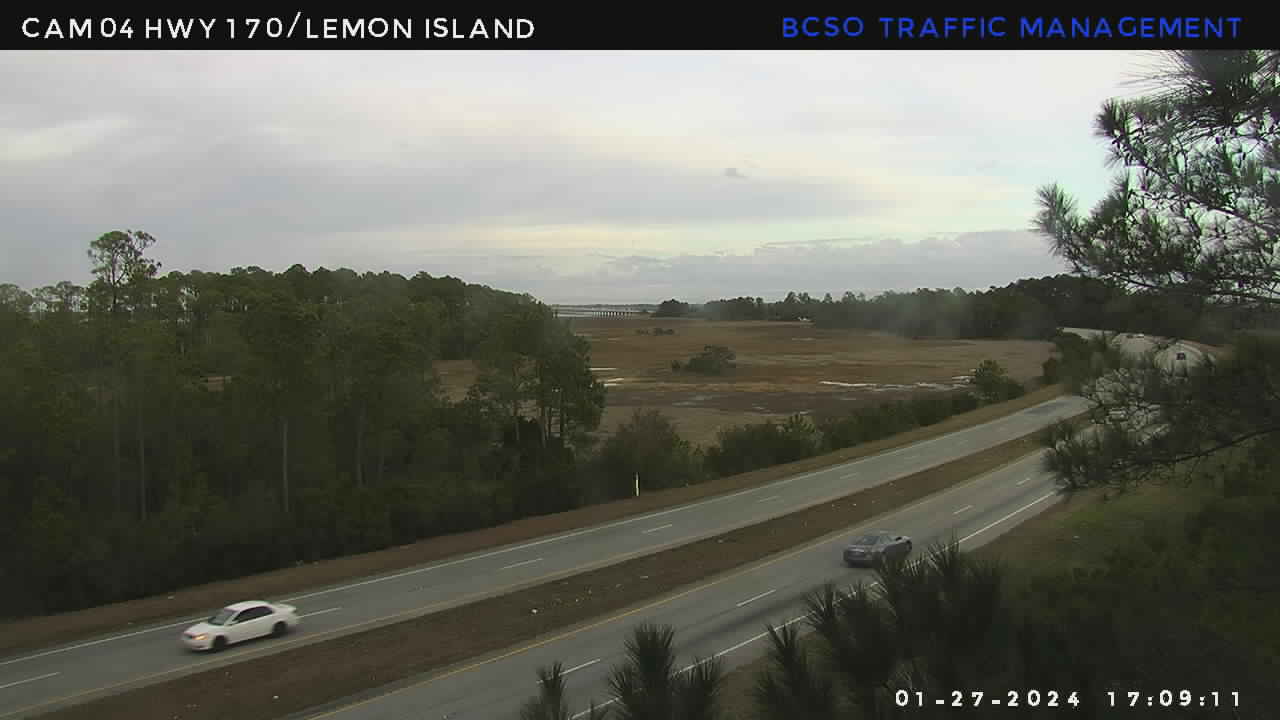 CAM04 HWY 170/LEMON ISLAND
BCSO TRAFFIC MANAGEMENT
01-27-2024 17:09:11